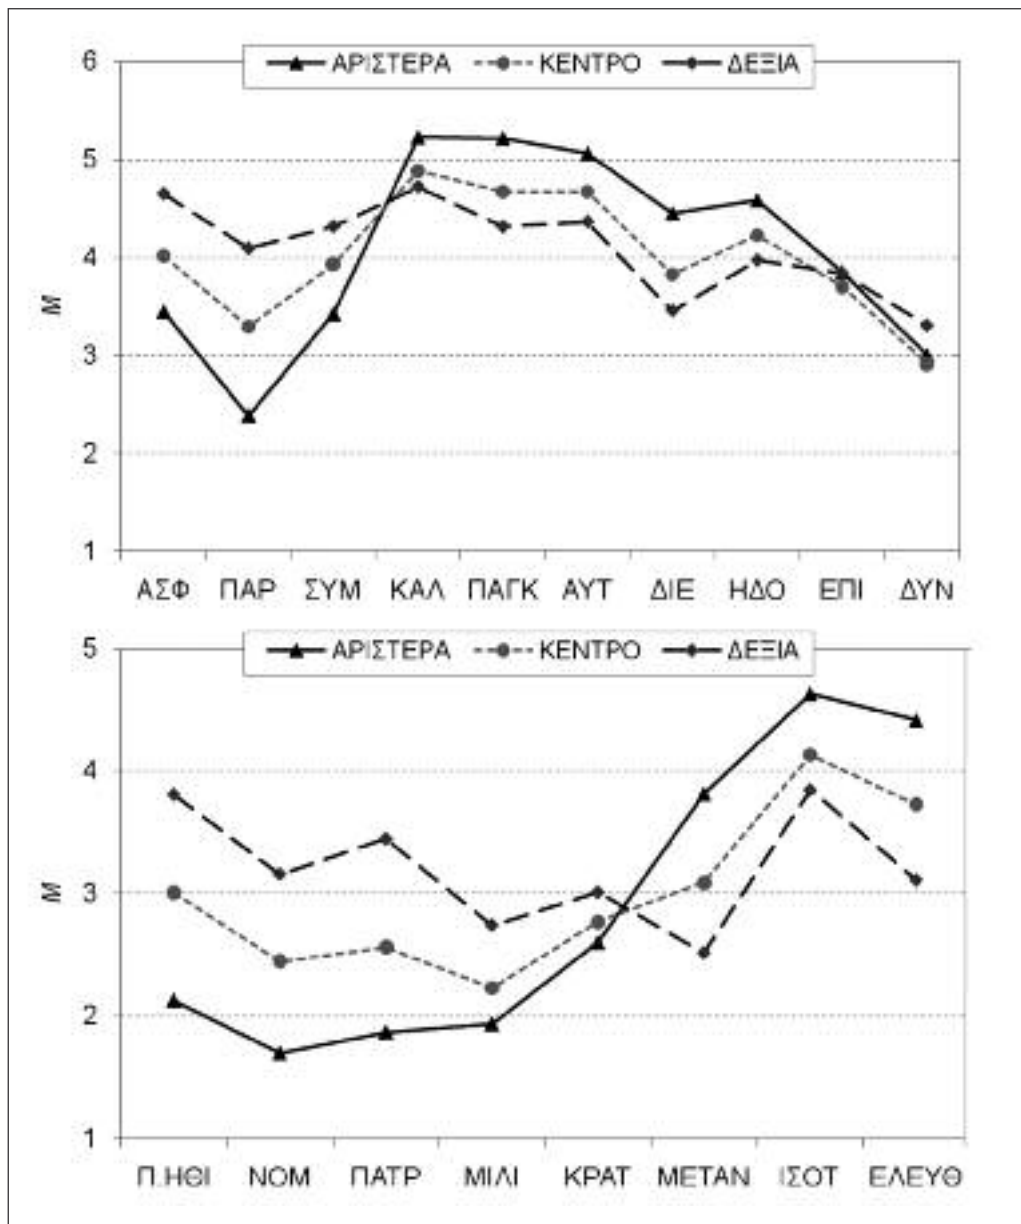 6
ΑΡΙΣΤΕΡΑ ΚΕΝΤΡΟ ΔΕΞΙΑ
5
4
M
3
2
1
ΑΣΦ ΠΑΡ ΣΥΜ ΚΑΛ ΠΑΓΚ ΑΥΤ ΔΙΕ ΗΔΟ ΕΠΙ ΔΥΝ
5
ΑΡΙΣΤΕΡΑ ΚΕΝΤΡΟ ΔΕΞΙΑ
4
3
M
2
1
Π.ΗΘΙ ΝΟΜ ΠΑΤΡ ΜΙΛΙ ΚΡΑΤ ΜΕΤΑΝ ΙΣΟΤ ΕΛΕΥΘ